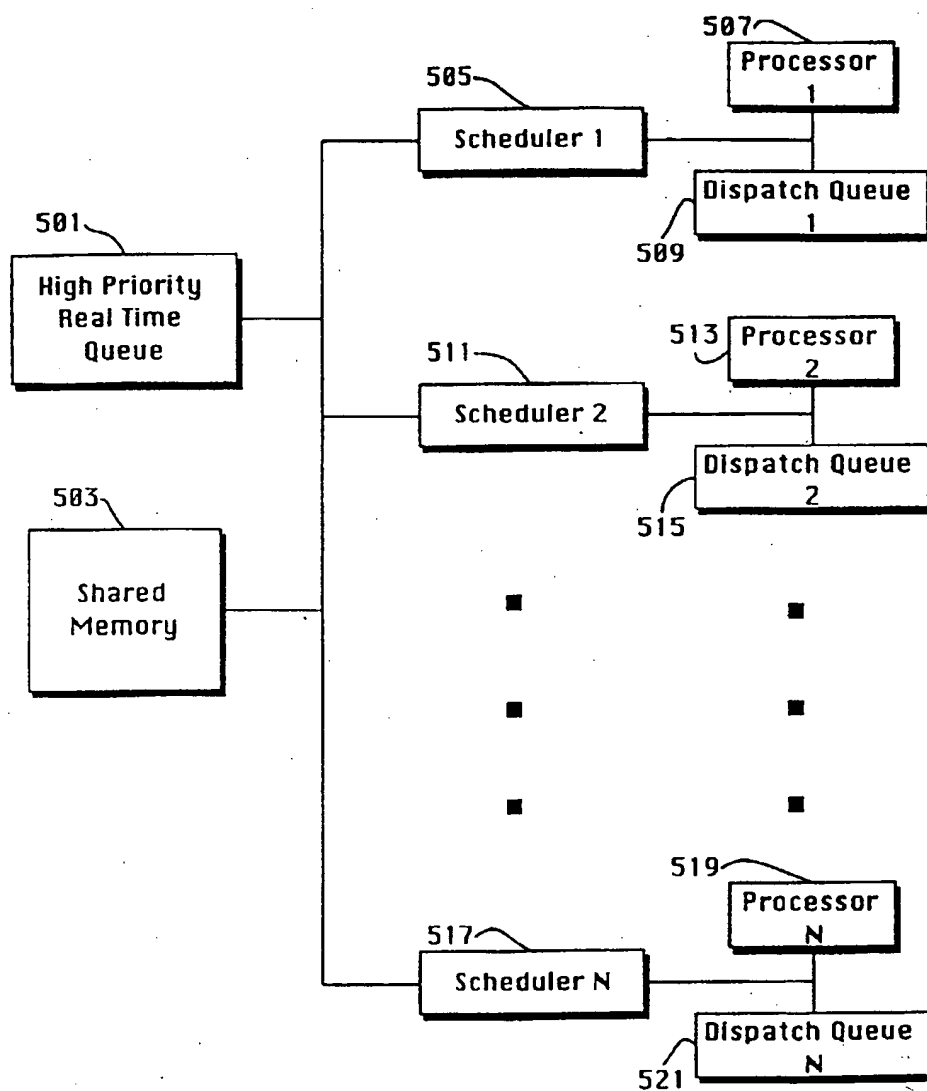 507
Processor
1
505
Scheduler 1
Dispatch Queue
1
509
501
High Priority
Real Time
Queue
513
Processor
2
511
Scheduler 2
Dispatch Queue
2
515
503
Shared
Memory
519
Processor
N
517
Scheduler N
Dispatch Queue
N
521